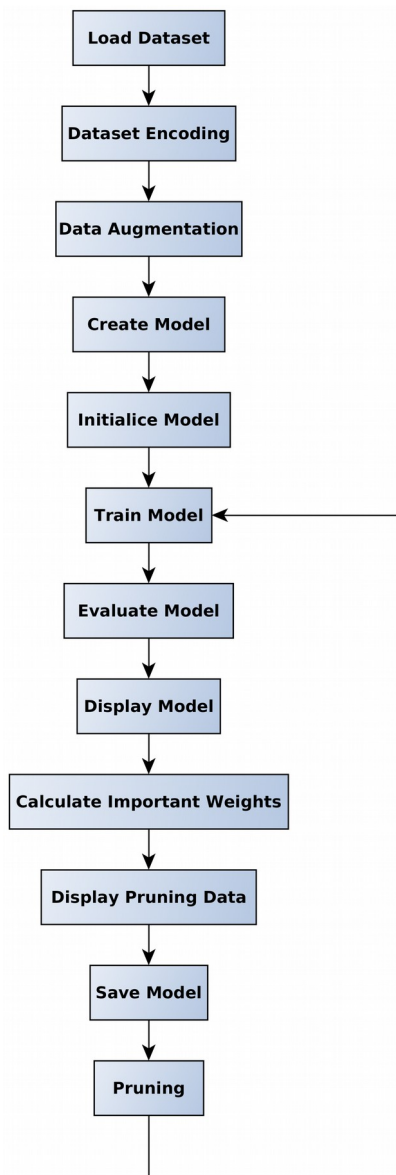 Load Dataset
Dataset Encoding
Data Augmentation
Create Model
Initialice Model
Train Model
Evaluate Model
Display Model
Calculate Important Weights
Display Pruning Data
Save Model
Pruning